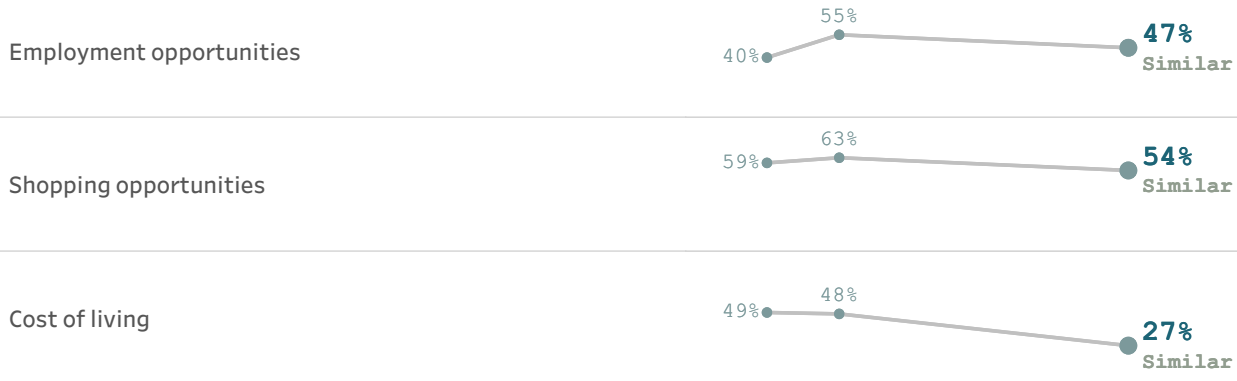 55%
Employment opportunities
40%
47%
Similar
63%
Shopping opportunities
59%
54%
Similar
48%
Cost of living
49%
27%
Similar